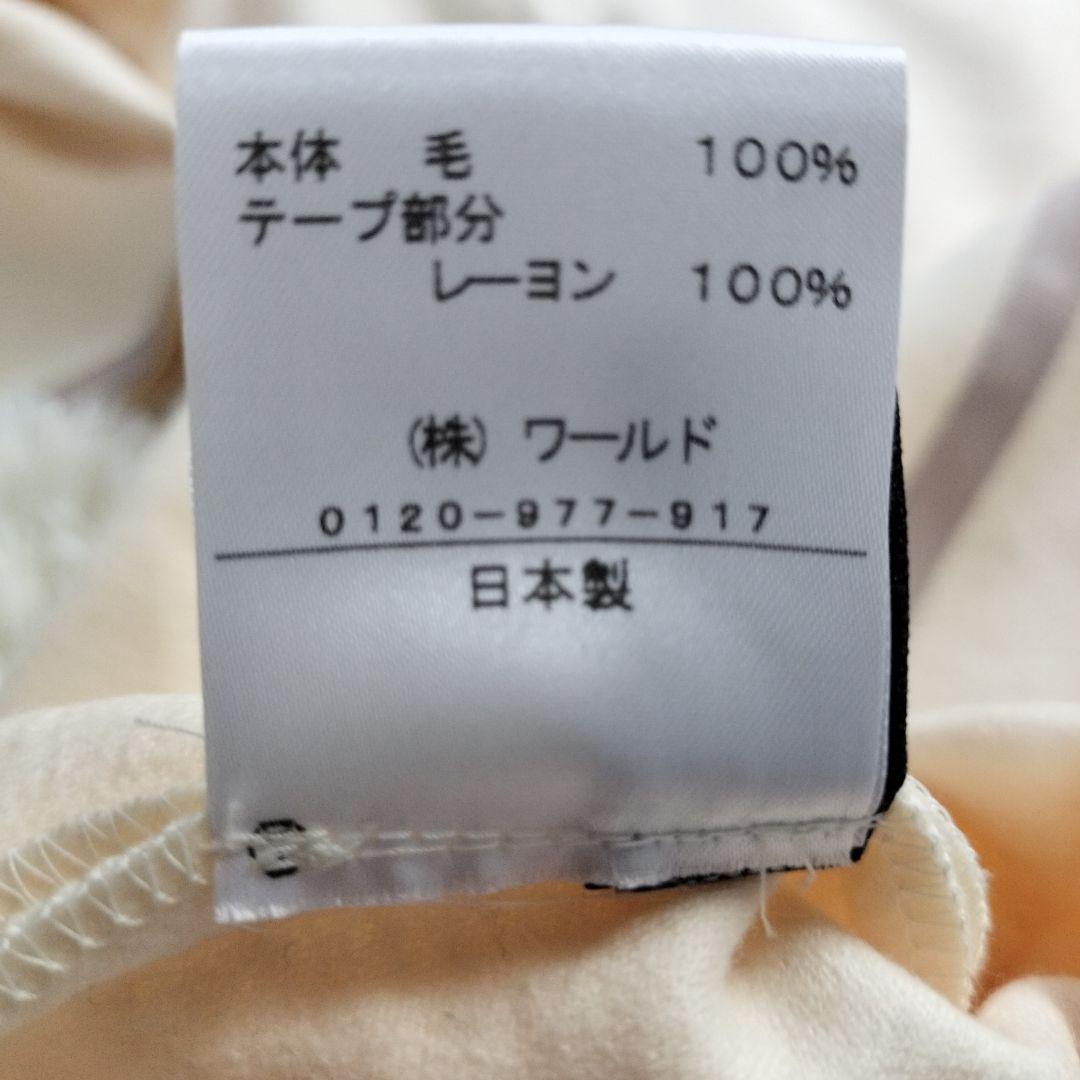 本体 毛 100%
テープ部分
レーヨン 100%
(株) ワールド
0120-977-917
日本製